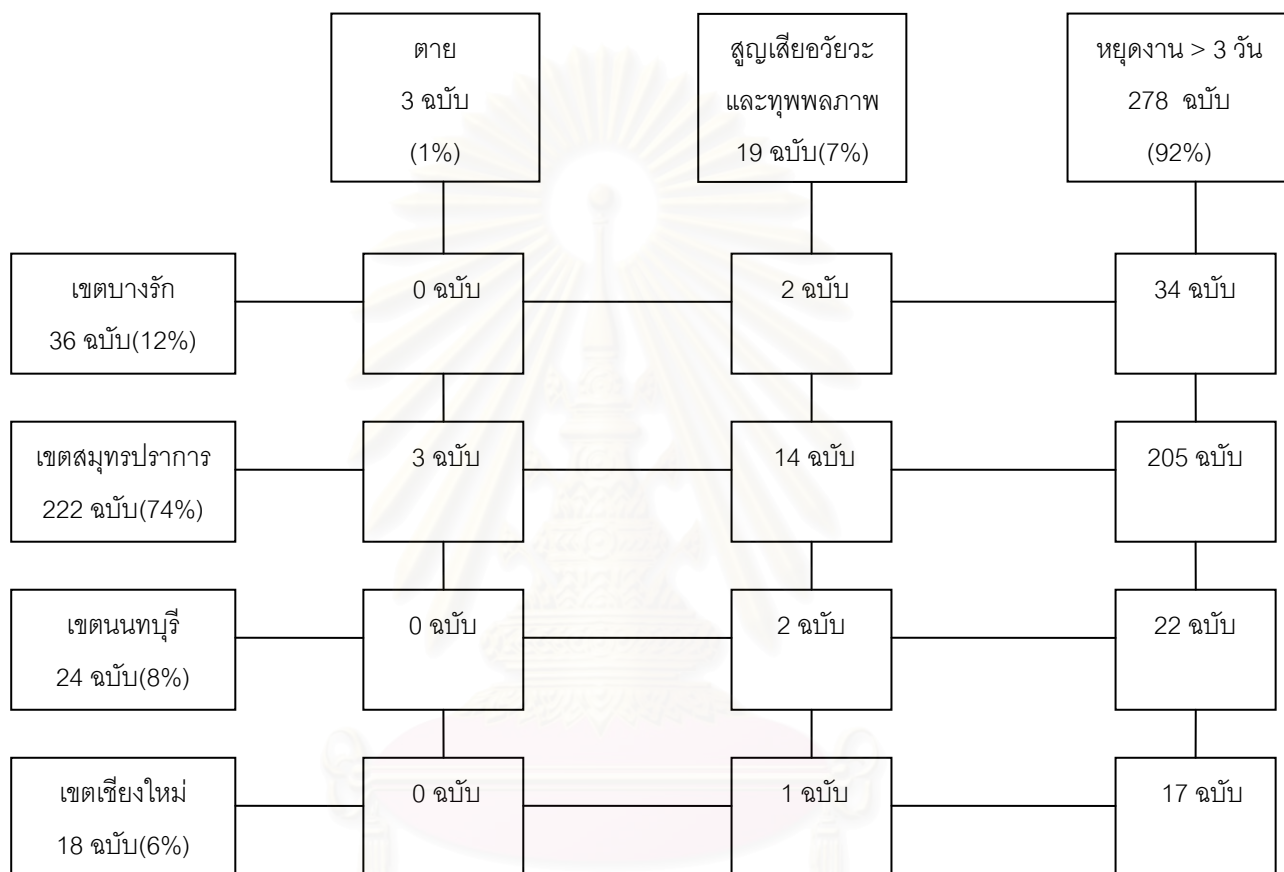 ตาย
3 ฉบับ
(1%)
สูญเสียอวัยวะ
และทุพพลภาพ
19 ฉบับ(7%)
หยุดงาน > 3 วัน
278 ฉบับ
(92%)
เขตบางรัก
36 ฉบับ(12%)
0 ฉบับ
2 ฉบับ
34 ฉบับ
เขตสมุทรปราการ
222 ฉบับ(74%)
3 ฉบับ
14 ฉบับ
205 ฉบับ
เขตนนทบุรี
24 ฉบับ(8%)
0 ฉบับ
2 ฉบับ
22 ฉบับ
เขตเชียงใหม่
18 ฉบับ(6%)
0 ฉบับ
1 ฉบับ
17 ฉบับ